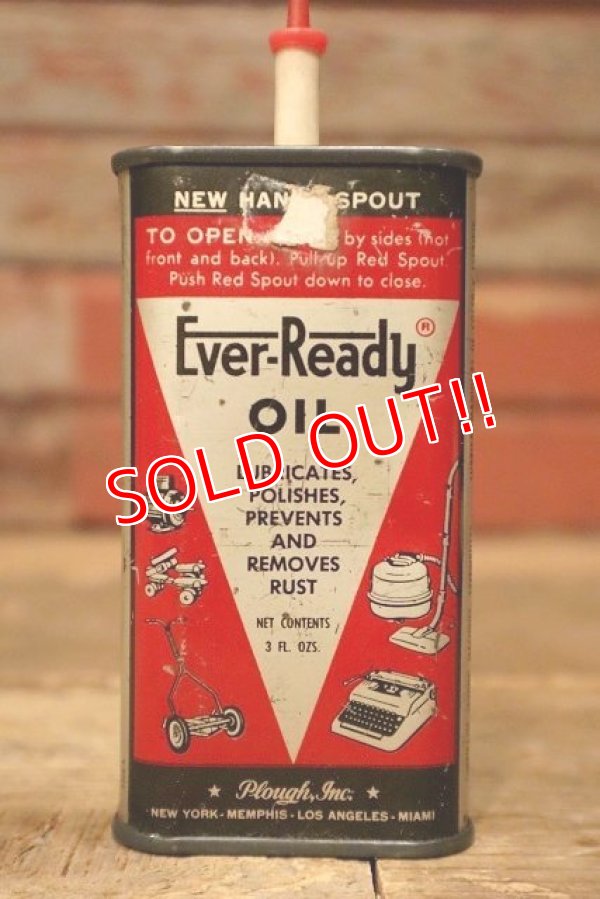 NEW SPOUT
TO OPEN by sides (not
front and back). Pull up Red Spout.
Push Red Spout down to close.
Ever-Ready ®
OIL
SOLD OUT!!
LUBRICATES,
POLISHES,
PREVENTS
AND
REMOVES
RUST
NET CONTENTS
3 FL. OZS.
★ Plough, Inc. ★
NEW YORK - MEMPHIS - LOS ANGELES - MIAMI